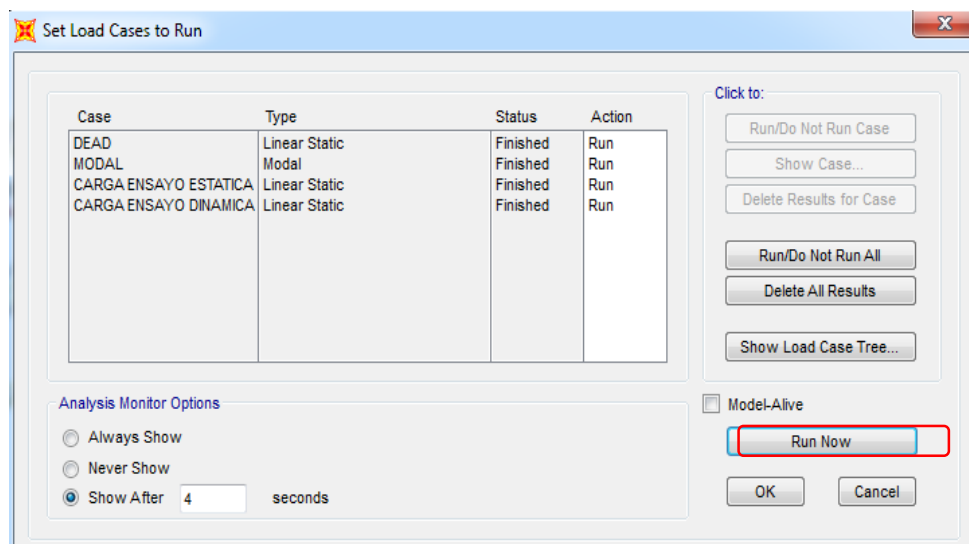 Set Load Cases to Run
Click to:
Case Type Status Action
DEAD Linear Static Finished Run
MODAL Modal Finished Run
CARGA ENSAYO ESTATICA Linear Static Finished Run
CARGA ENSAYO DINAMICA Linear Static Finished Run
Run/Do Not Run Case
Show Case...
Delete Results for Case
Run/Do Not Run All
Delete All Results
Show Load Case Tree...
Analysis Monitor Options
Always Show
Never Show
Show After 4 seconds
Model-Alive
Run Now
OK Cancel